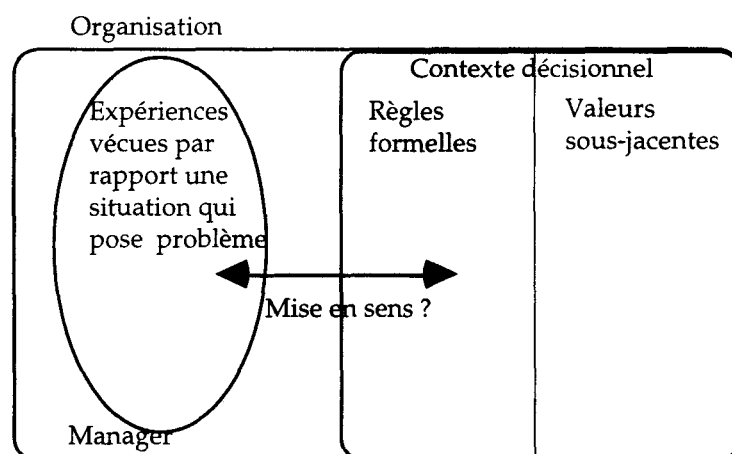 Organisation
Contexte décisionnel
Expériences
vécues par
rapport une
situation qui
pose problème
Règles
formelles
Valeurs
sous-jacentes
Mise en sens ?
Manager